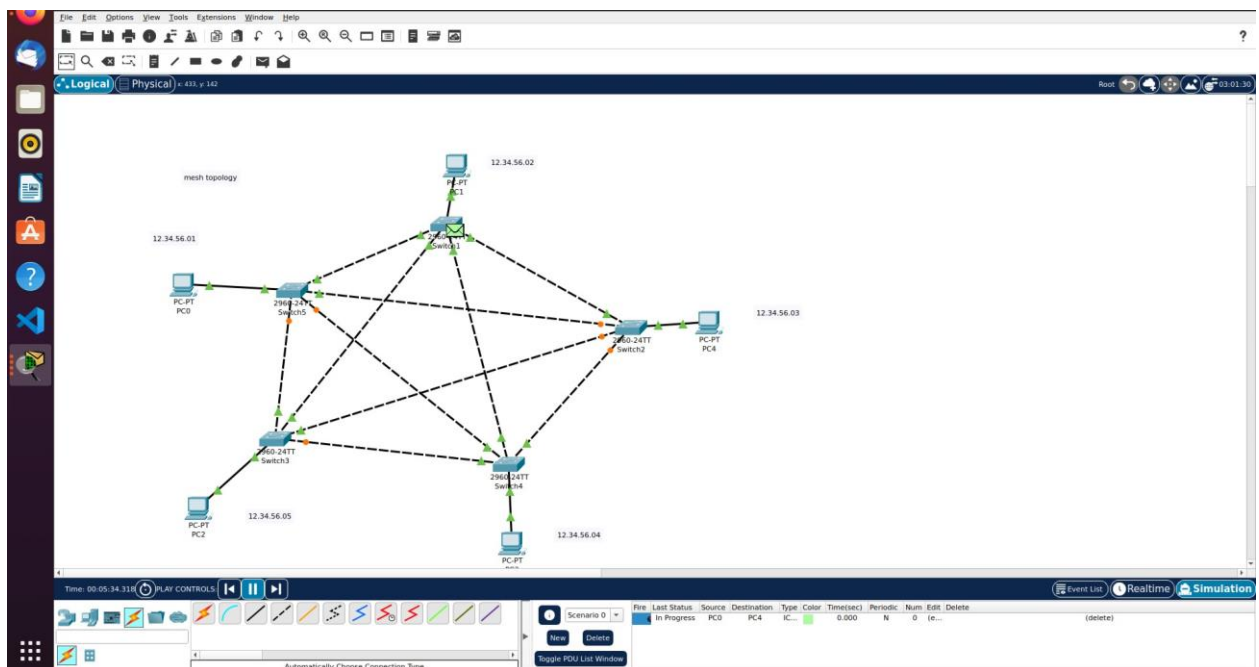 File Edit Options View Tools Extensions Window Help
?
Logical Physical x: 433, y: 142 Root 03:01:30
mesh topology
12.34.56.02
PC-PT
PC1
2960-24TT
Switch1
12.34.56.01
PC-PT
PC0
2960-24TT
Switch5
12.34.56.03
2960-24TT
Switch2
PC-PT
PC4
2960-24TT
Switch3
2960-24TT
Switch4
PC-PT
PC2
12.34.56.05
12.34.56.04
PC-PT
Time: 00:05:34.318 PLAY CONTROLS: Event List Realtime Simulation
Scenario 0
New Delete
Toggle PDU List Window
Fire Last Status Source Destination Type Color Time(sec) Periodic Num Edit Delete
In Progress PC0 PC4 IC... 0.000 N 0 (e... (delete)
Automatically Choose Connection Type